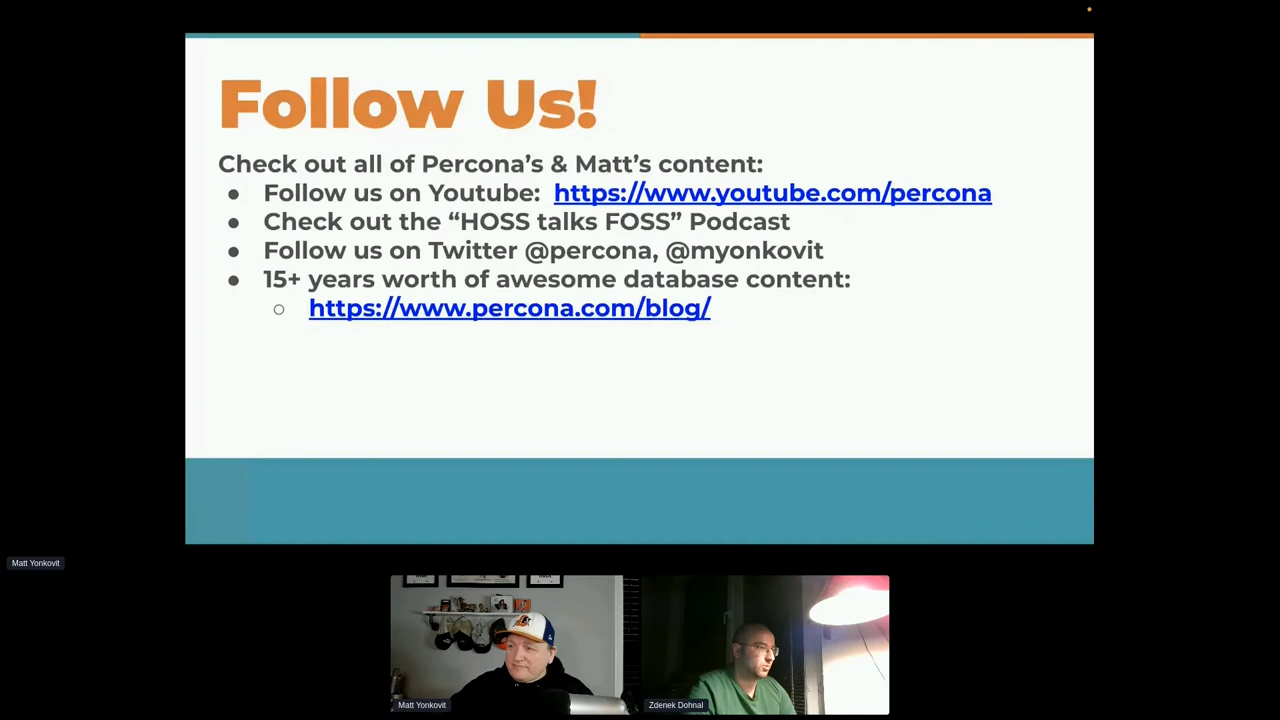 Follow Us!
Check out all of Percona’s & Matt’s content:
● Follow us on Youtube: https://www.youtube.com/percona
● Check out the “HOSS talks FOSS” Podcast
● Follow us on Twitter @percona, @myonkovit
● 15+ years worth of awesome database content:
○ https://www.percona.com/blog/
Matt Yonkovit
Matt Yonkovit
Zdenek Dohnal